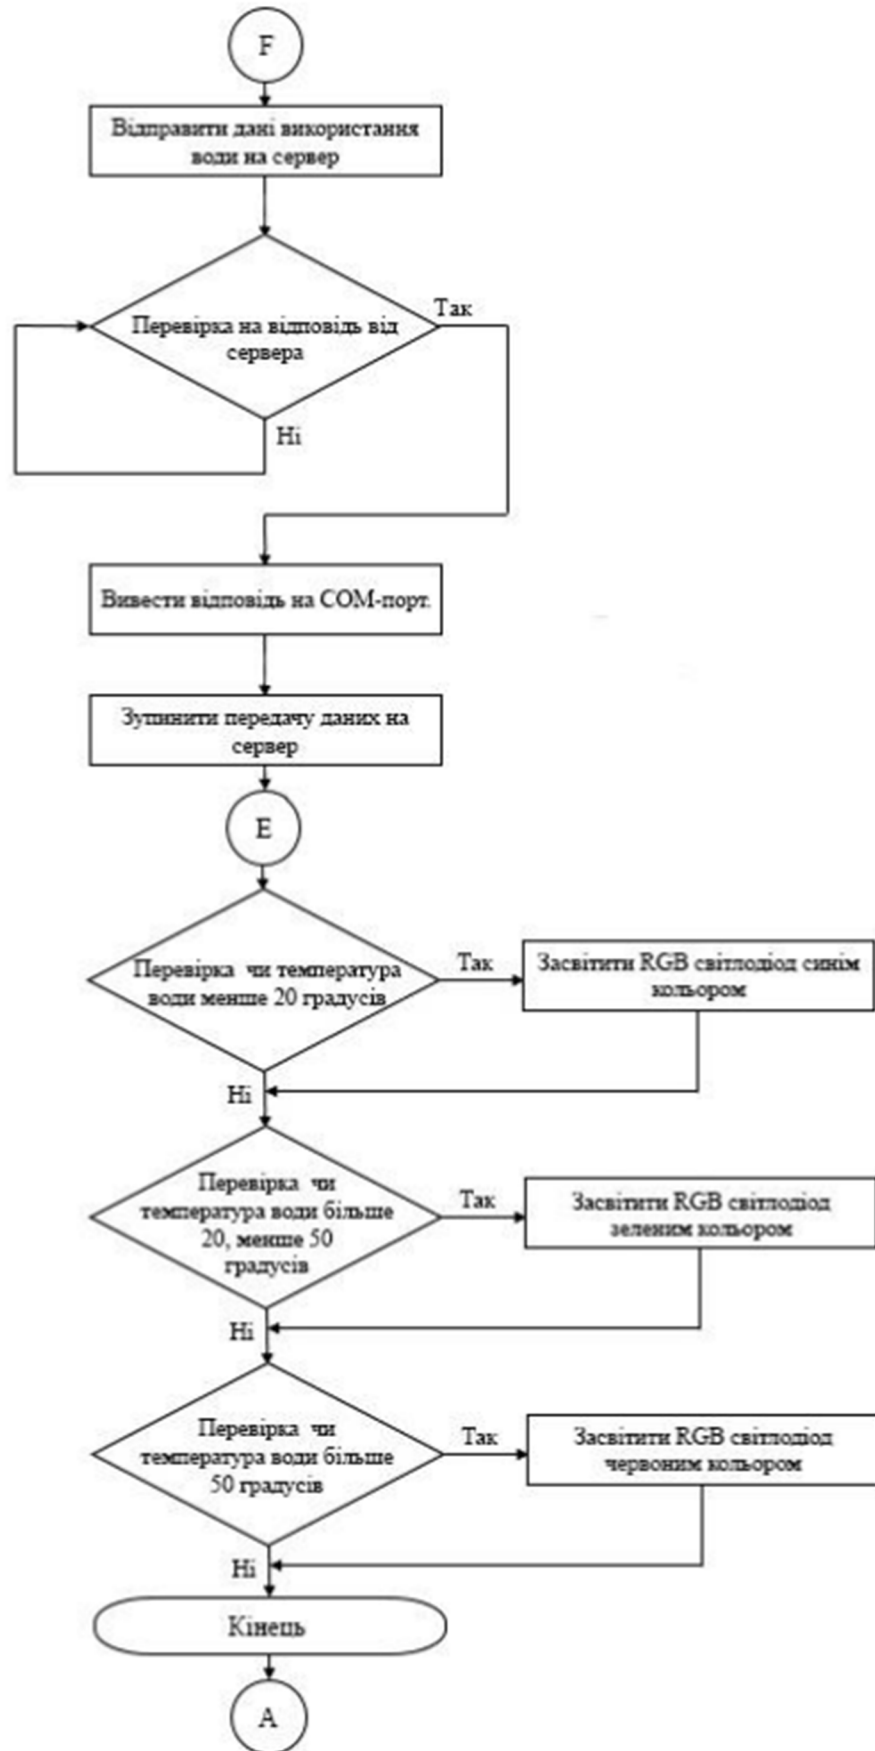 F
Відправити дані використання
води на сервер
Так
Перевірка на відповідь від
сервера
Ні
Вивести відповідь на COM-порт.
Зупинити передачу даних на
сервер
E
Перевірка чи температура
води менше 20 градусів
Так
Засвітити RGB світлодіод синім
кольором
Ні
Перевірка чи
температура води більше
20, менше 50
градусів
Так
Засвітити RGB світлодіод
зеленим кольором
Ні
Перевірка чи
температура води більше
50 градусів
Так
Засвітити RGB світлодіод
червоним кольором
Ні
Кінець
A